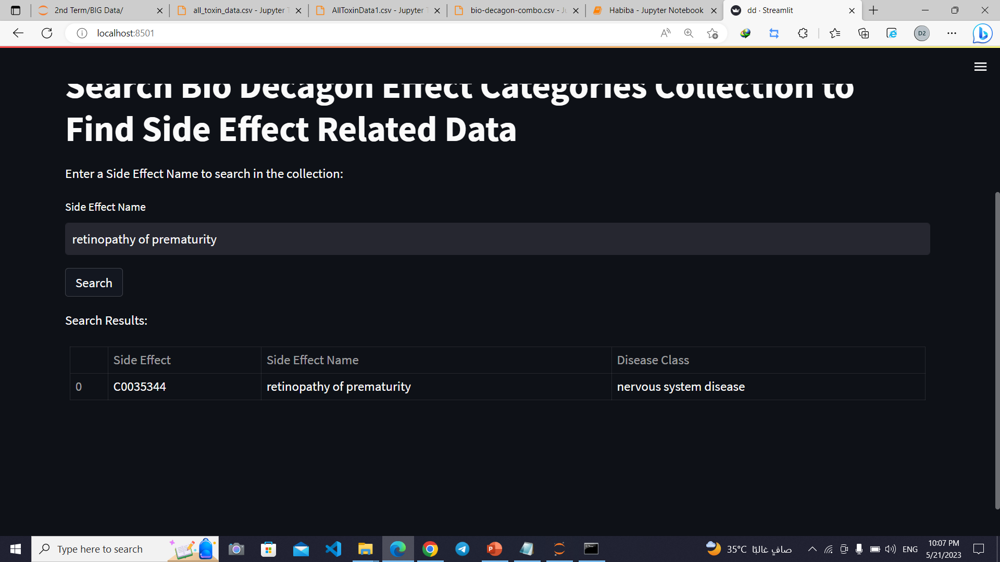 2nd Term/BIG Data/
all_toxin_data.csv - Jupyter T
AllToxinData1.csv - Jupyter T
bio-decagon-combo.csv - Ju
Habiba - Jupyter Notebook
dd · Streamlit
localhost:8501
D2
Search Bio Decagon Effect Categories Collection to
Find Side Effect Related Data
Enter a Side Effect Name to search in the collection:
Side Effect Name
retinopathy of prematurity
Search
Search Results:
Side Effect Side Effect Name Disease Class
0 C0035344 retinopathy of prematurity nervous system disease
Type here to search
35°C صافٍ غالبًا
ENG
10:07 PM
5/21/2023